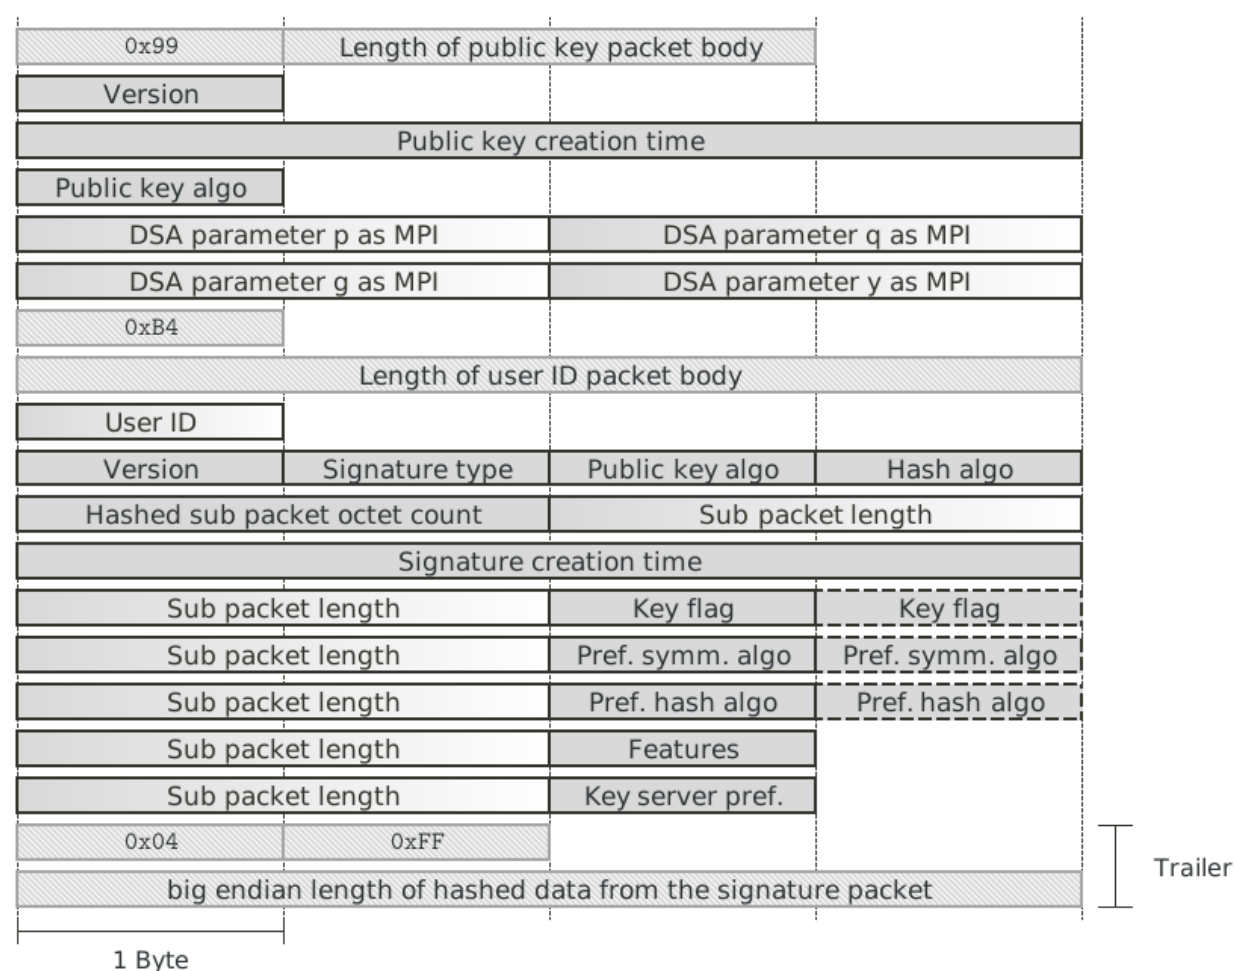 0x99 Length of public key packet body
Version
Public key creation time
Public key algo
DSA parameter p as MPI DSA parameter q as MPI
DSA parameter g as MPI DSA parameter y as MPI
0xB4
Length of user ID packet body
User ID
Version Signature type Public key algo Hash algo
Hashed sub packet octet count Sub packet length
Signature creation time
Sub packet length Key flag Key flag
Sub packet length Pref. symm. algo Pref. symm. algo
Sub packet length Pref. hash algo Pref. hash algo
Sub packet length Features
Sub packet length Key server pref.
0x04 0xFF
Trailer
big endian length of hashed data from the signature packet
1 Byte